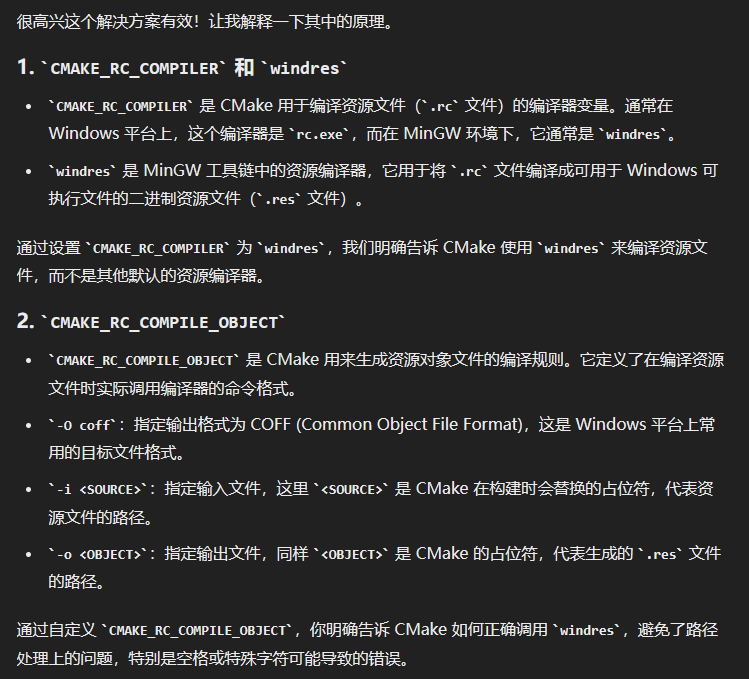 很高兴这个解决方案有效！让我解释一下其中的原理。
1. `CMAKE_RC_COMPILER` 和 `windres`
• `CMAKE_RC_COMPILER` 是 CMake 用于编译资源文件（`.rc` 文件）的编译器变量。通常在
Windows 平台上，这个编译器是 `rc.exe`，而在 MinGW 环境下，它通常是 `windres`。
• `windres` 是 MinGW 工具链中的资源编译器，它用于将 `.rc` 文件编译成可用于 Windows 可
执行文件的二进制资源文件（`.res` 文件）。
通过设置 `CMAKE_RC_COMPILER` 为 `windres`，我们明确告诉 CMake 使用 `windres` 来编译资源文
件，而不是其他默认的资源编译器。
2. `CMAKE_RC_COMPILE_OBJECT`
• `CMAKE_RC_COMPILE_OBJECT` 是 CMake 用来生成资源对象文件的编译规则。它定义了在编译资源
文件时实际调用编译器的命令格式。
• `-O coff`：指定输出格式为 COFF (Common Object File Format)，这是 Windows 平台上常
用的目标文件格式。
• `-i <SOURCE>`：指定输入文件，这里 `<SOURCE>` 是 CMake 在构建时会替换的占位符，代表资
源文件的路径。
• `-o <OBJECT>`：指定输出文件，同样 `<OBJECT>` 是 CMake 的占位符，代表生成的 `.res` 文件
的路径。
通过自定义 `CMAKE_RC_COMPILE_OBJECT`，你明确告诉 CMake 如何正确调用 `windres`，避免了路径
处理上的问题，特别是空格或特殊字符可能导致的错误。